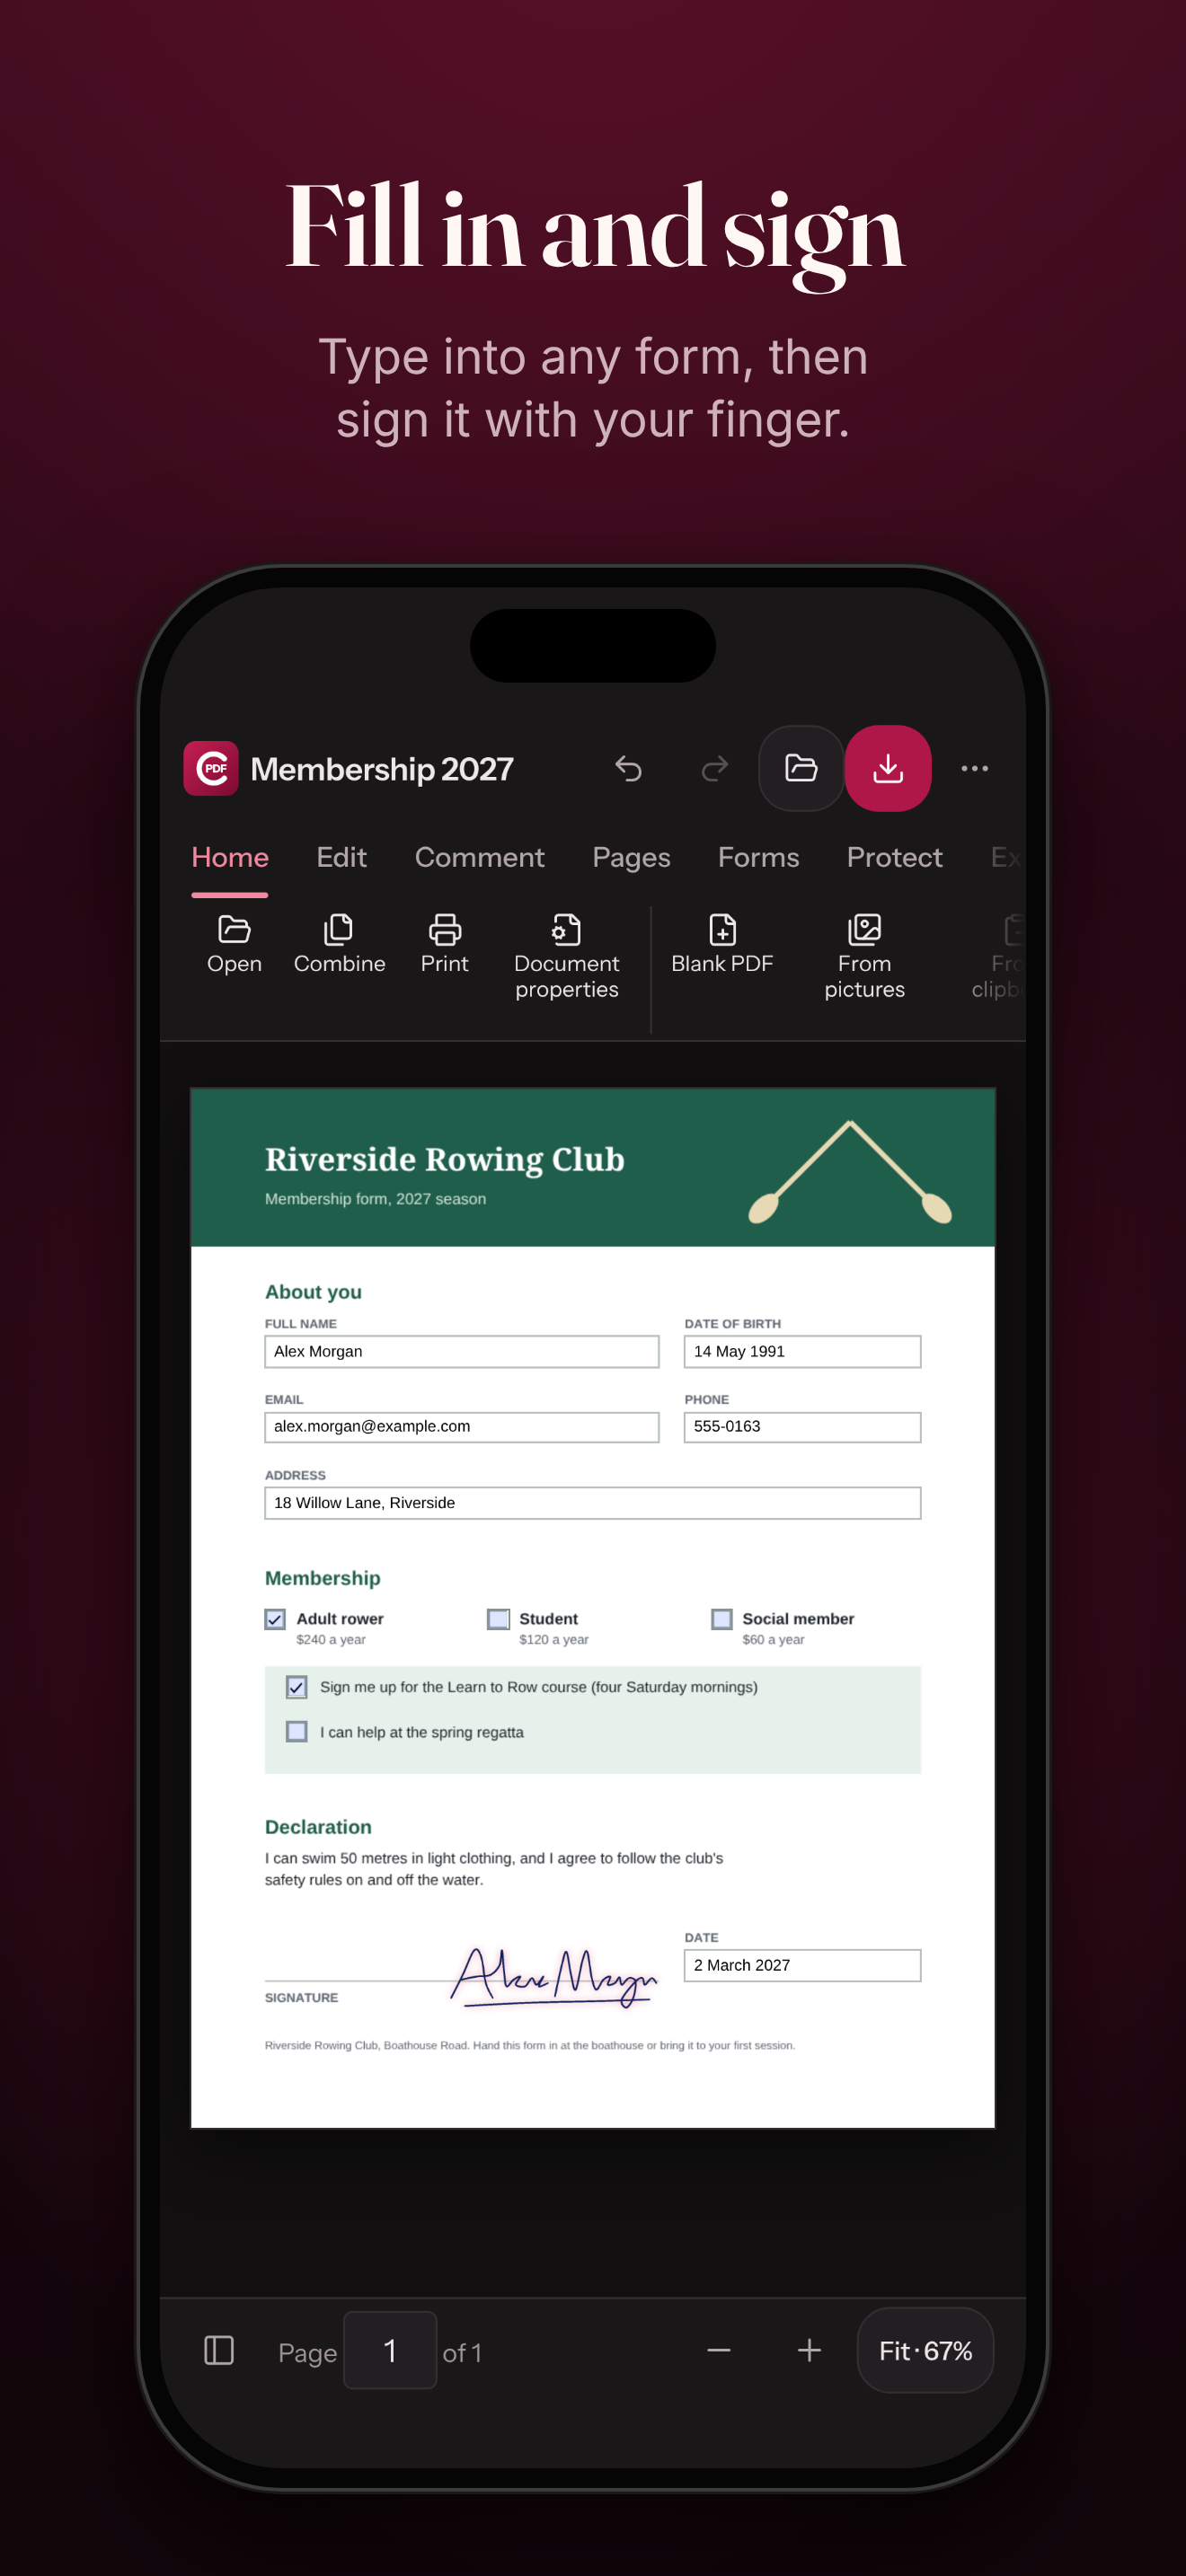 Fill in and sign
Type into any form, then
sign it with your finger.
PDF
Membership 2027
Home Edit Comment Pages Forms Protect Ex
Open Combine Print Document properties Blank PDF From pictures Fro clipb
Riverside Rowing Club
Membership form, 2027 season
About you
FULL NAME DATE OF BIRTH
Alex Morgan 14 May 1991
EMAIL PHONE
alex.morgan@example.com 555-0163
ADDRESS
18 Willow Lane, Riverside
Membership
Adult rower Student Social member
$240 a year $120 a year $60 a year
Sign me up for the Learn to Row course (four Saturday mornings)
I can help at the spring regatta
Declaration
I can swim 50 metres in light clothing, and I agree to follow the club's
safety rules on and off the water.
DATE
Alex Morgan 2 March 2027
SIGNATURE
Riverside Rowing Club, Boathouse Road. Hand this form in at the boathouse or bring it to your first session.
Page 1 of 1 Fit · 67%